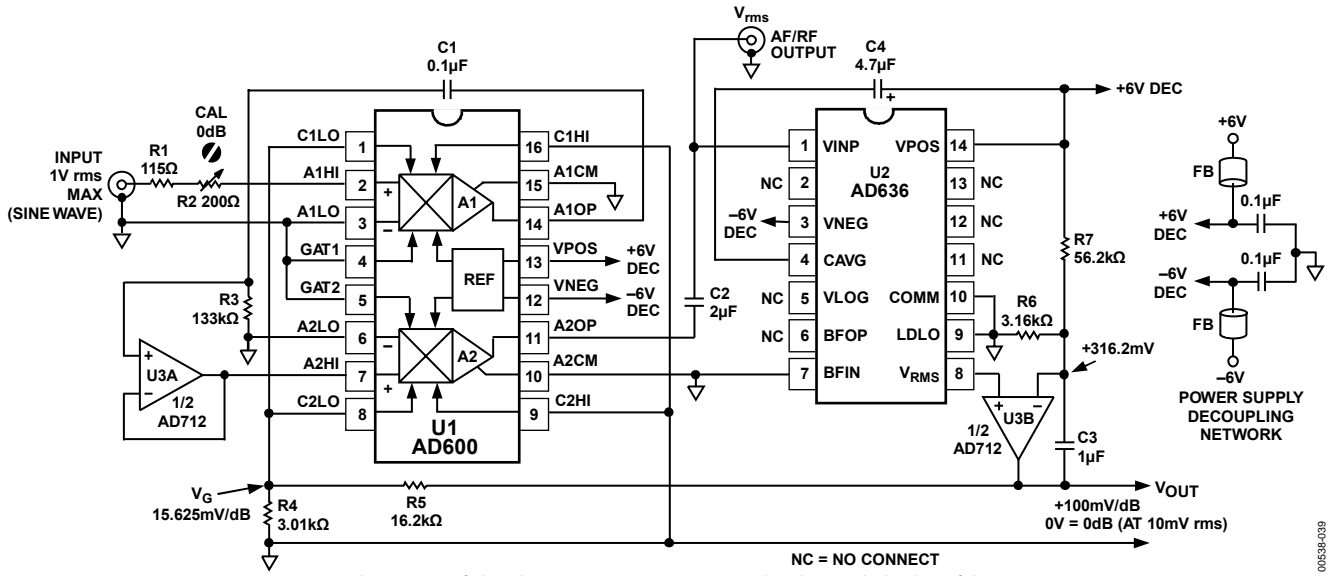 INPUT
1V rms
MAX
(SINE WAVE)
R1
115Ω
CAL
0dB
R2 200Ω
C1
0.1µF
C1LO
A1HI
A1LO
GAT1
GAT2
A2LO
A2HI
C2LO
1
2
3
4
5
6
7
8
+
−
A1
REF
−
+
A2
U1
AD600
16
15
14
13
12
11
10
9
C1HI
A1CM
A1OP
VPOS
VNEG
A2OP
A2CM
C2HI
+6V
DEC
−6V
DEC
R3
133kΩ
+
−
U3A
1/2
AD712
VG
15.625mV/dB
R4
3.01kΩ
R5
16.2kΩ
Vrms
AF/RF
OUTPUT
C2
2µF
C4
4.7µF
+
+6V DEC
1 VINP
2
3 VNEG
4 CAVG
5 VLOG
6 BFOP
7 BFIN
NC
−6V
DEC
NC
NC
U2
AD636
VPOS 14
13 NC
12 NC
11 NC
COMM 10
LDLO 9
VRMS 8
R7
56.2kΩ
R6
3.16kΩ
+316.2mV
+ −
U3B
1/2
AD712
C3
1µF
VOUT
+100mV/dB
0V = 0dB (AT 10mV rms)
NC = NO CONNECT
+6V
FB
0.1µF
+6V
DEC
−6V
DEC
0.1µF
FB
−6V
POWER SUPPLY
DECOUPLING
NETWORK
00538-039